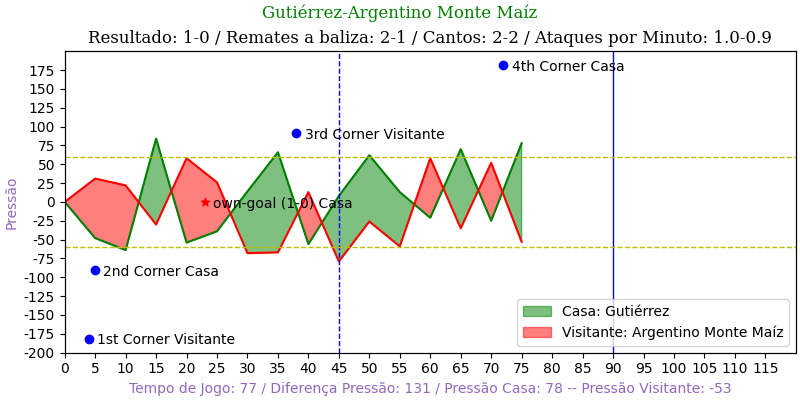 Gutiérrez-Argentino Monte Maíz
Resultado: 1-0 / Remates a baliza: 2-1 / Cantos: 2-2 / Ataques por Minuto: 1.0-0.9
175
150
125
100
75
50
25
0
-25
-50
-75
-100
-125
-150
-175
-200
Pressão
4th Corner Casa
3rd Corner Visitante
own-goal (1-0) Casa
2nd Corner Casa
1st Corner Visitante
Casa: Gutiérrez
Visitante: Argentino Monte Maíz
0 5 10 15 20 25 30 35 40 45 50 55 60 65 70 75 80 85 90 95 100 105 110 115
Tempo de Jogo: 77 / Diferença Pressão: 131 / Pressão Casa: 78 -- Pressão Visitante: -53